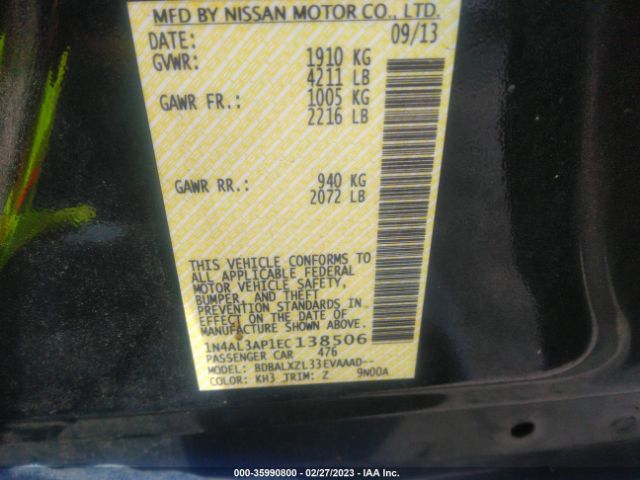 MFD BY NISSAN MOTOR CO., LTD.
DATE: 09/13
GVWR: 1910 KG
4211 LB
GAWR FR.: 1005 KG
2216 LB
GAWR RR.: 940 KG
2072 LB
THIS VEHICLE CONFORMS TO
ALL APPLICABLE FEDERAL
MOTOR VEHICLE SAFETY,
BUMPER, AND THEFT
PREVENTION STANDARDS IN
EFFECT ON THE DATE OF
MANUFACTURE SHOWN ABOVE.
1N4AL3AP1EC 138506
PASSENGER CAR 476
MODEL: BDBALXZL33EVAAAD--
COLOR: KH3 TRIM: Z 9N00A
000-35990800 - 02/27/2023 - IAA Inc.